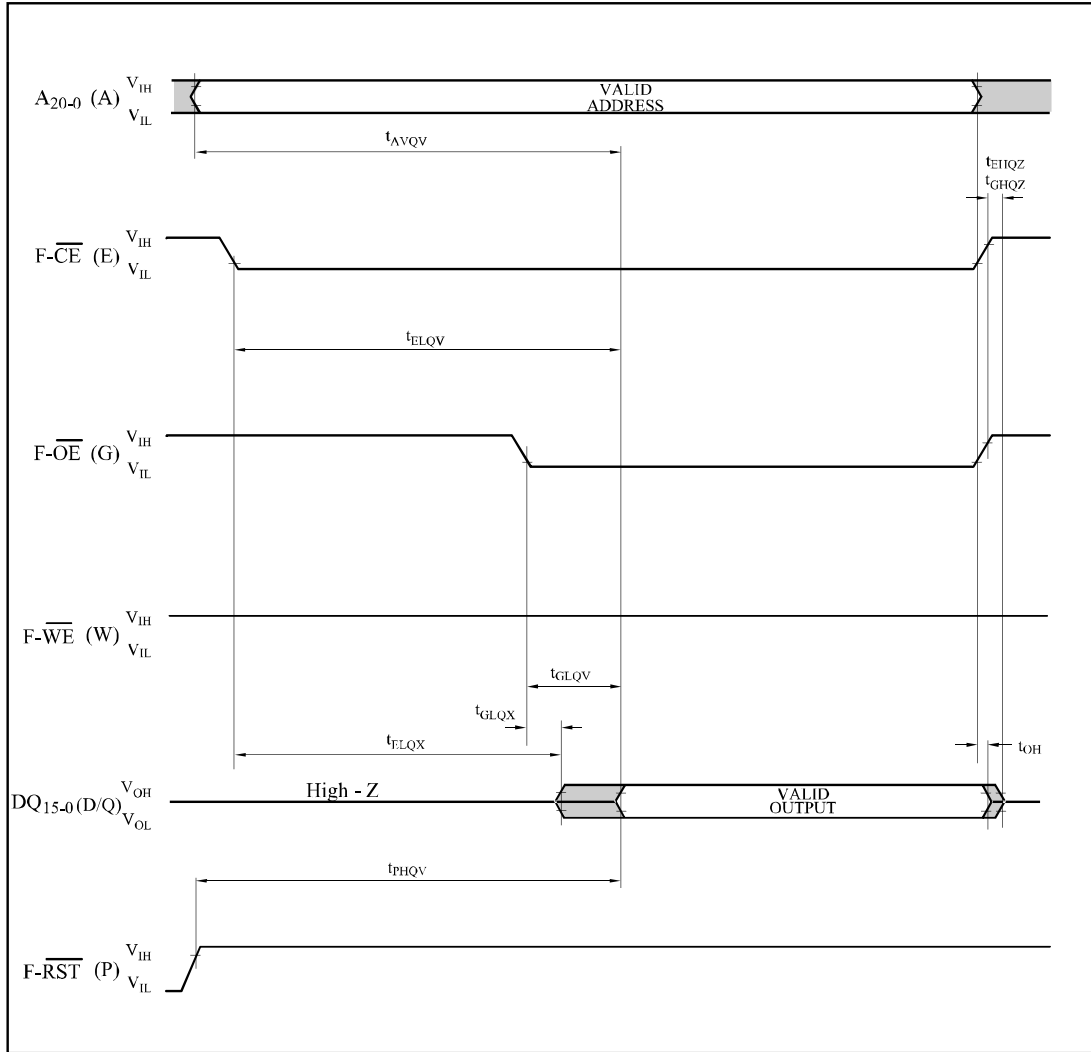 A20-0 (A) VIH
VIL
VALID
ADDRESS
tAVQV
tEHQZ
tGHQZ
F-CE (E) VIH
VIL
tELQV
F-OE (G) VIH
VIL
F-WE (W) VIH
VIL
tGLQV
tGLQX
tELQX
tOH
DQ15-0 (D/Q) VOH
VOL
High - Z
VALID
OUTPUT
tPHQV
F-RST (P) VIH
VIL